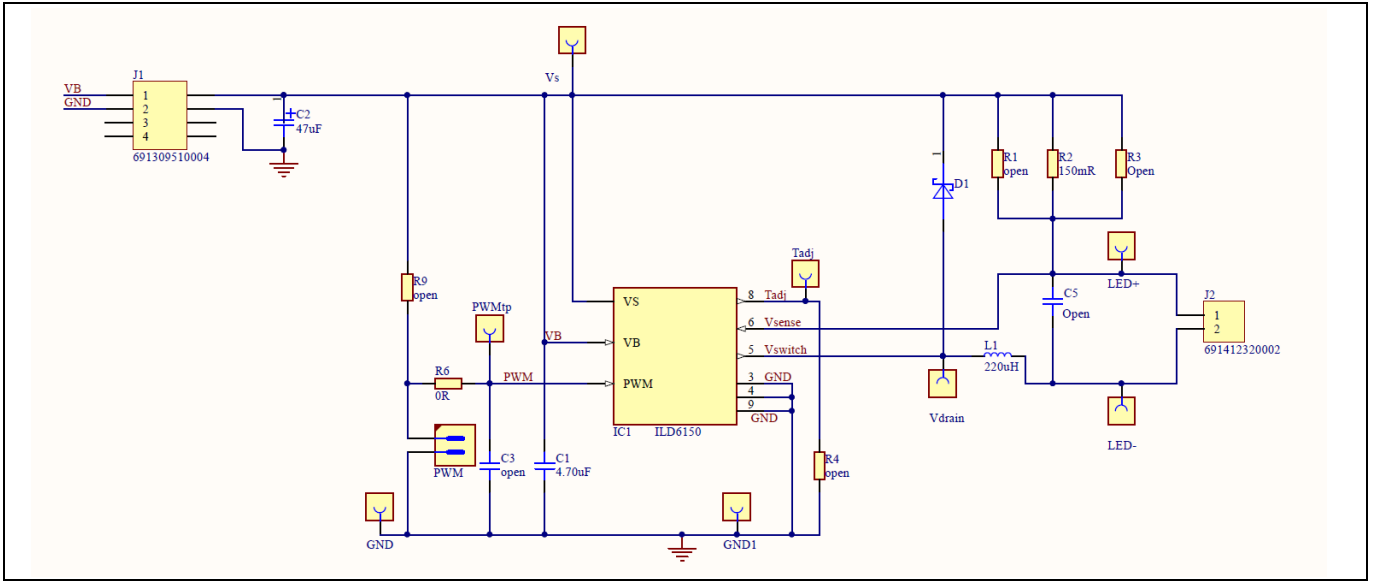 Vs
J1
VB
GND
1
2
3
4
691309510004
1
+
C2
47uF
1
D1
R1
open
R2
150mR
R3
Open
R9
open
PWMtp
R6
0R
PWM
PWM
VB
C3
open
C1
4.70uF
VS
VB
PWM
IC1 ILD6150
8 Tadj
6 Vsense
5 Vswitch
3 GND
4
9
GND
Tadj
R4
open
Vdrain
L1
220uH
C5
Open
LED+
LED-
J2
1
2
691412320002
GND
GND1